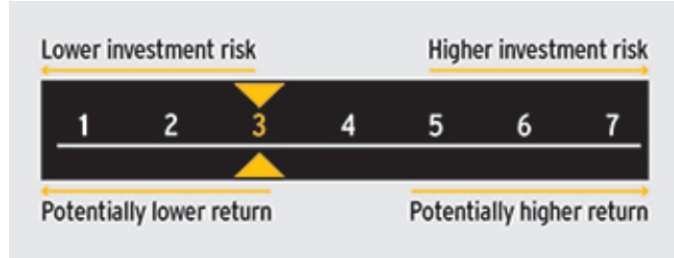 Lower investment risk Higher investment risk
1 2 3 4 5 6 7
Potentially lower return Potentially higher return